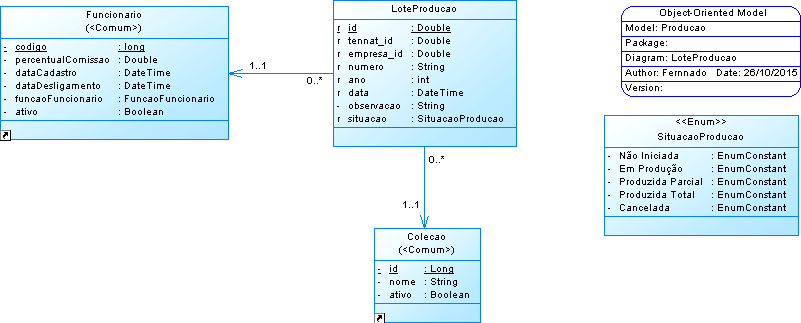 Funcionario
(<Comum>)
- codigo : long
- percentualComissao : Double
- dataCadastro : DateTime
- dataDesligamento : DateTime
- funcaoFuncionario : FuncaoFuncionario
- ativo : Boolean
1..1
0..*
LoteProducao
r id : Double
r tennat_id : Double
r empresa_id : Double
r numero : String
r ano : int
r data : DateTime
- observacao : String
r situacao : SituacaoProducao
0..*
1..1
Colecao
(<Comum>)
- id : Long
- nome : String
- ativo : Boolean
Object-Oriented Model
Model: Producao
Package:
Diagram: LoteProducao
Author: Fernnado Date: 26/10/2015
Version:
<<Enum>>
SituacaoProducao
- Não Iniciada : EnumConstant
- Em Produção : EnumConstant
- Produzida Parcial : EnumConstant
- Produzida Total : EnumConstant
- Cancelada : EnumConstant